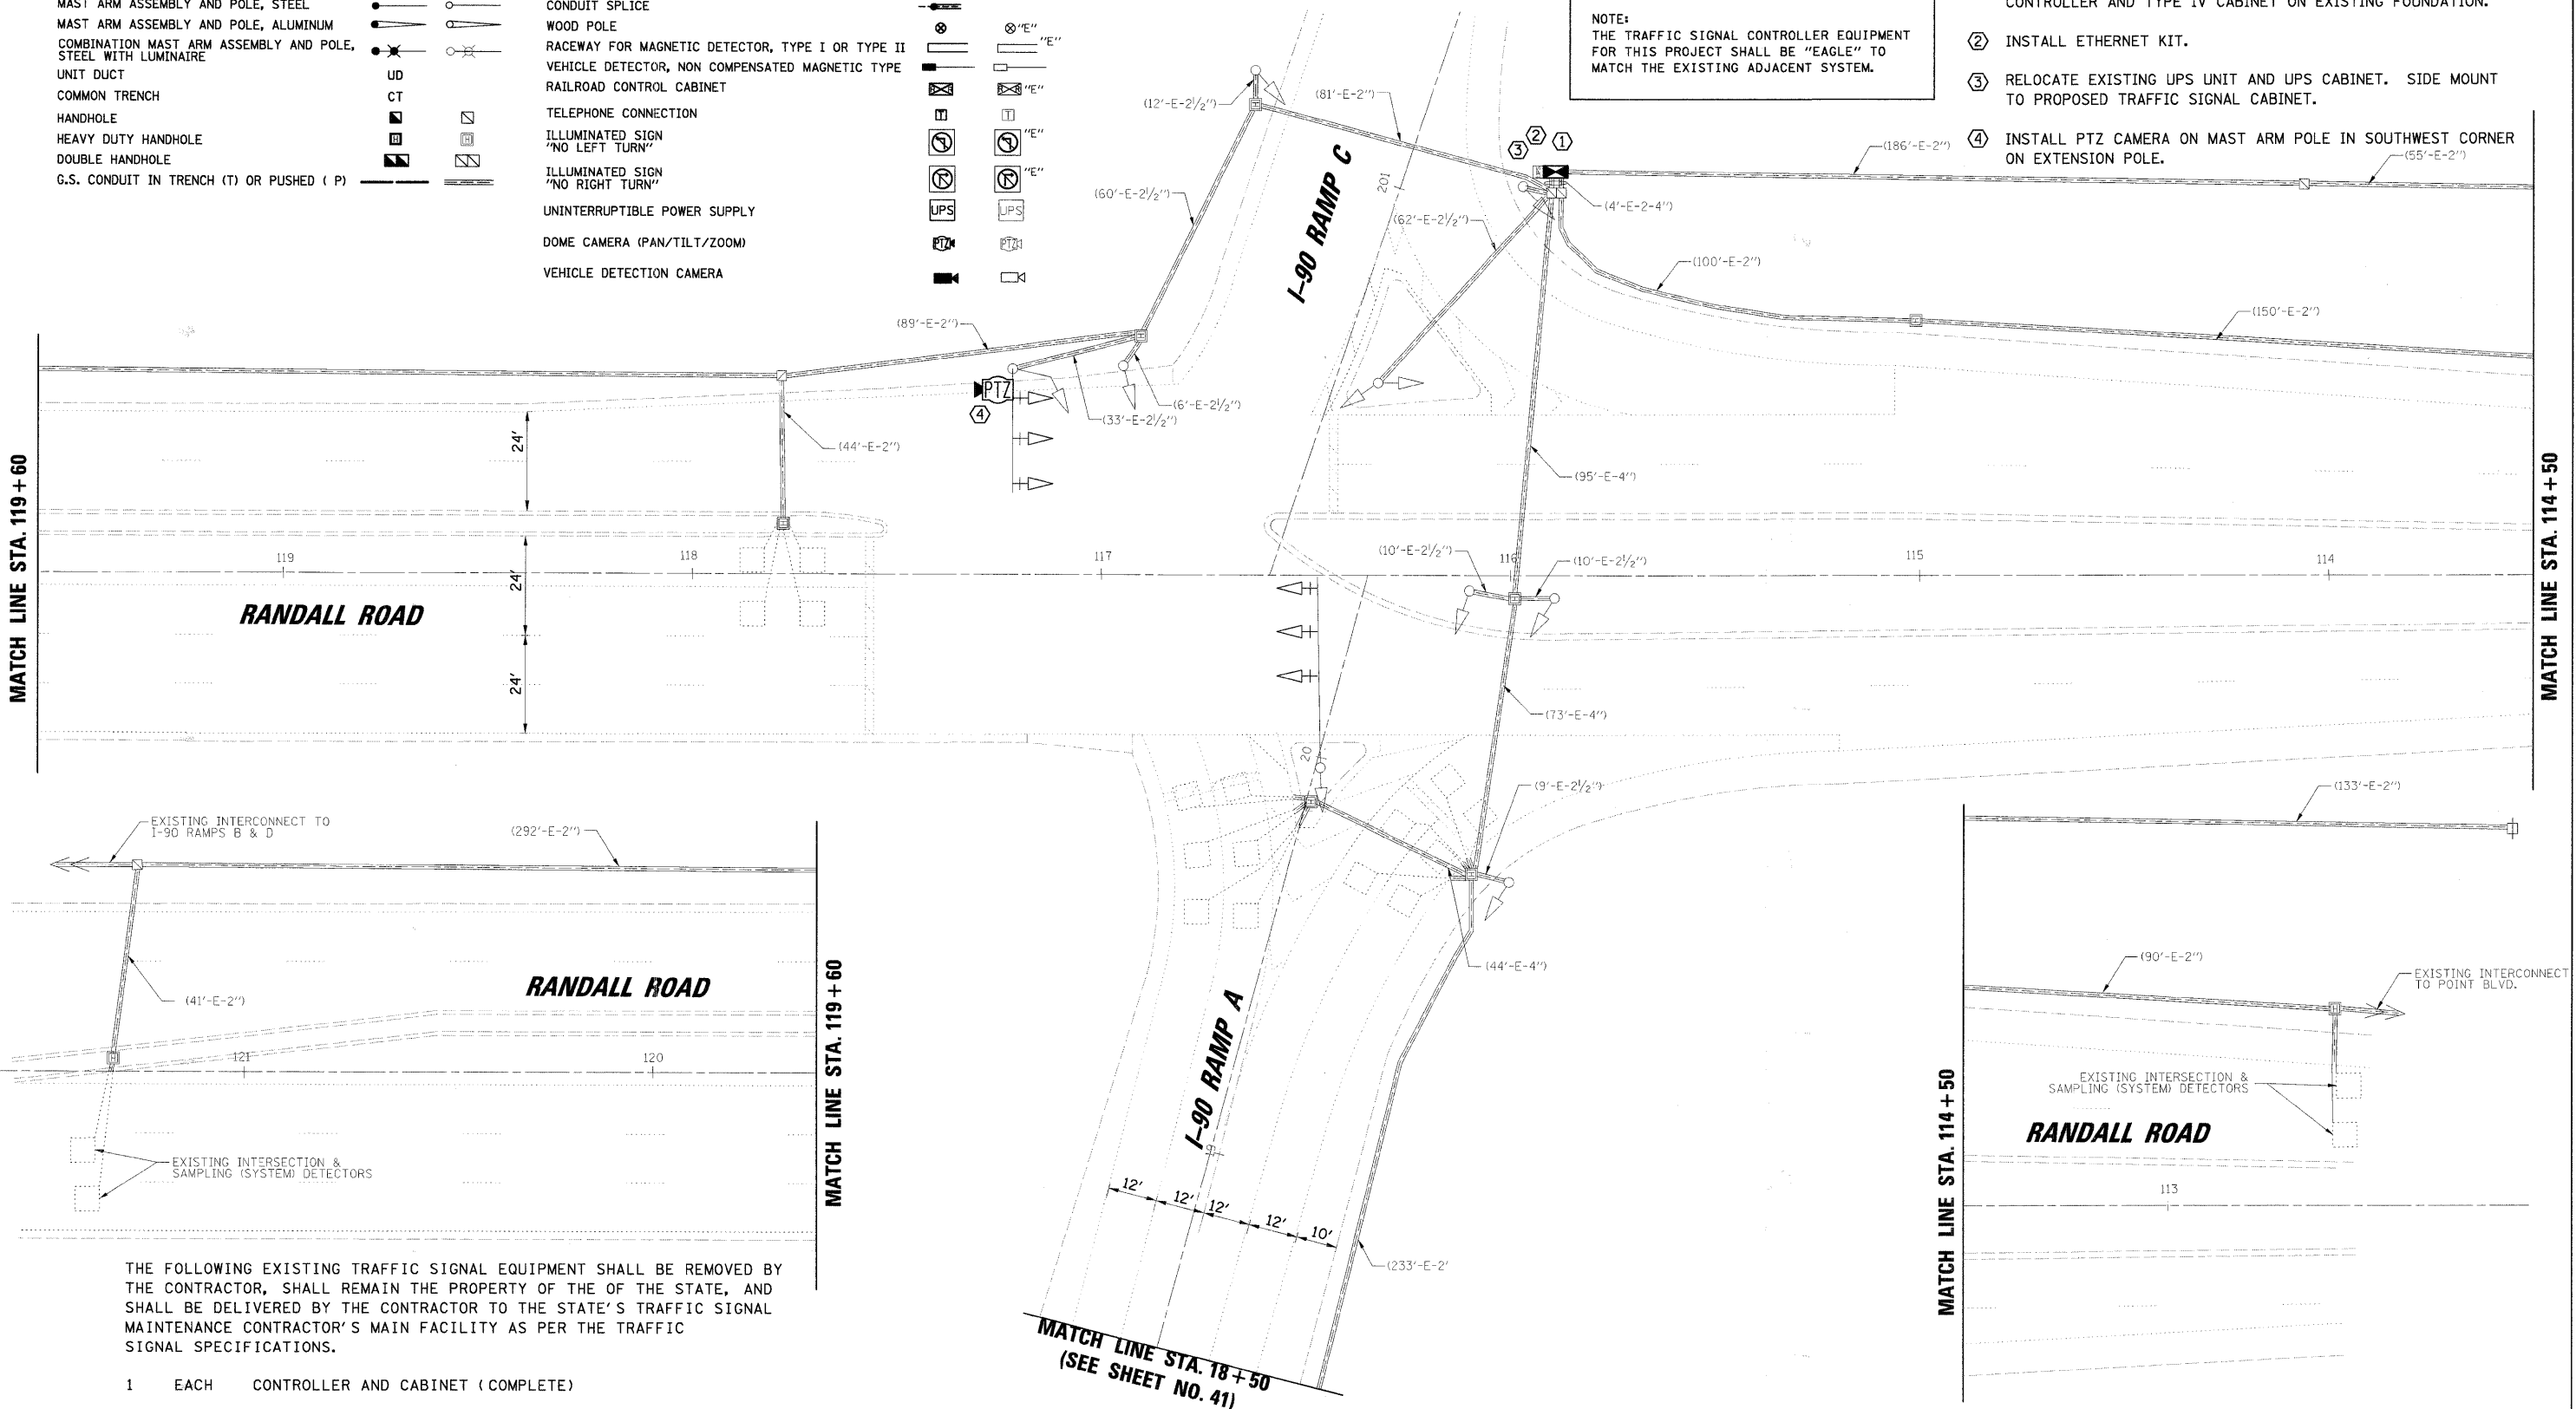 MAST ARM ASSEMBLY AND POLE, STEEL
MAST ARM ASSEMBLY AND POLE, ALUMINUM
COMBINATION MAST ARM ASSEMBLY AND POLE,
STEEL WITH LUMINAIRE
UNIT DUCT UD
COMMON TRENCH CT
HANDHOLE
HEAVY DUTY HANDHOLE H H
DOUBLE HANDHOLE
G.S. CONDUIT IN TRENCH (T) OR PUSHED ( P)
CONDUIT SPLICE
WOOD POLE "E"
RACEWAY FOR MAGNETIC DETECTOR, TYPE I OR TYPE II "E"
VEHICLE DETECTOR, NON COMPENSATED MAGNETIC TYPE
RAILROAD CONTROL CABINET "E"
TELEPHONE CONNECTION T T
ILLUMINATED SIGN "E"
"NO LEFT TURN"
ILLUMINATED SIGN "E"
"NO RIGHT TURN"
UNINTERRUPTIBLE POWER SUPPLY UPS UPS
DOME CAMERA (PAN/TILT/ZOOM) PTZ PTZ
VEHICLE DETECTION CAMERA
NOTE:
THE TRAFFIC SIGNAL CONTROLLER EQUIPMENT
FOR THIS PROJECT SHALL BE "EAGLE" TO
MATCH THE EXISTING ADJACENT SYSTEM.
CONTROLLER AND TYPE IV CABINET ON EXISTING FOUNDATION.
2 INSTALL ETHERNET KIT.
3 RELOCATE EXISTING UPS UNIT AND UPS CABINET. SIDE MOUNT
TO PROPOSED TRAFFIC SIGNAL CABINET.
4 INSTALL PTZ CAMERA ON MAST ARM POLE IN SOUTHWEST CORNER
ON EXTENSION POLE.
(12'-E-2½")
(81'-E-2")
3 2 1
(186'-E-2")
(55'-E-2")
(60'-E-2½")
I-90 RAMP C
201
(62'-E-2½")
(4'-E-2-4")
(100'-E-2")
(150'-E-2")
(89'-E-2")
PTZ
4
(6'-E-2½")
(33'-E-2½")
(44'-E-2")
24'
(95'-E-4")
MATCH LINE STA. 119+60
MATCH LINE STA. 114+50
119
118
117
116
115
114
(10'-E-2½")
(10'-E-2½")
24'
RANDALL ROAD
24'
(73'-E-4")
20
(9'-E-2½")
(44'-E-4")
I-90 RAMP A
19
12'
12'
12'
12'
10'
(233'-E-2'
MATCH LINE STA. 18+50
(SEE SHEET NO. 41)
EXISTING INTERCONNECT TO
I-90 RAMPS B & D
(292'-E-2")
(41'-E-2")
RANDALL ROAD
121
120
MATCH LINE STA. 119+60
EXISTING INTERSECTION &
SAMPLING (SYSTEM) DETECTORS
(133'-E-2")
(90'-E-2")
EXISTING INTERCONNECT
TO POINT BLVD.
EXISTING INTERSECTION &
SAMPLING (SYSTEM) DETECTORS
RANDALL ROAD
113
MATCH LINE STA. 114+50
THE FOLLOWING EXISTING TRAFFIC SIGNAL EQUIPMENT SHALL BE REMOVED BY
THE CONTRACTOR, SHALL REMAIN THE PROPERTY OF THE OF THE STATE, AND
SHALL BE DELIVERED BY THE CONTRACTOR TO THE STATE'S TRAFFIC SIGNAL
MAINTENANCE CONTRACTOR'S MAIN FACILITY AS PER THE TRAFFIC
SIGNAL SPECIFICATIONS.
1 EACH CONTROLLER AND CABINET (COMPLETE)